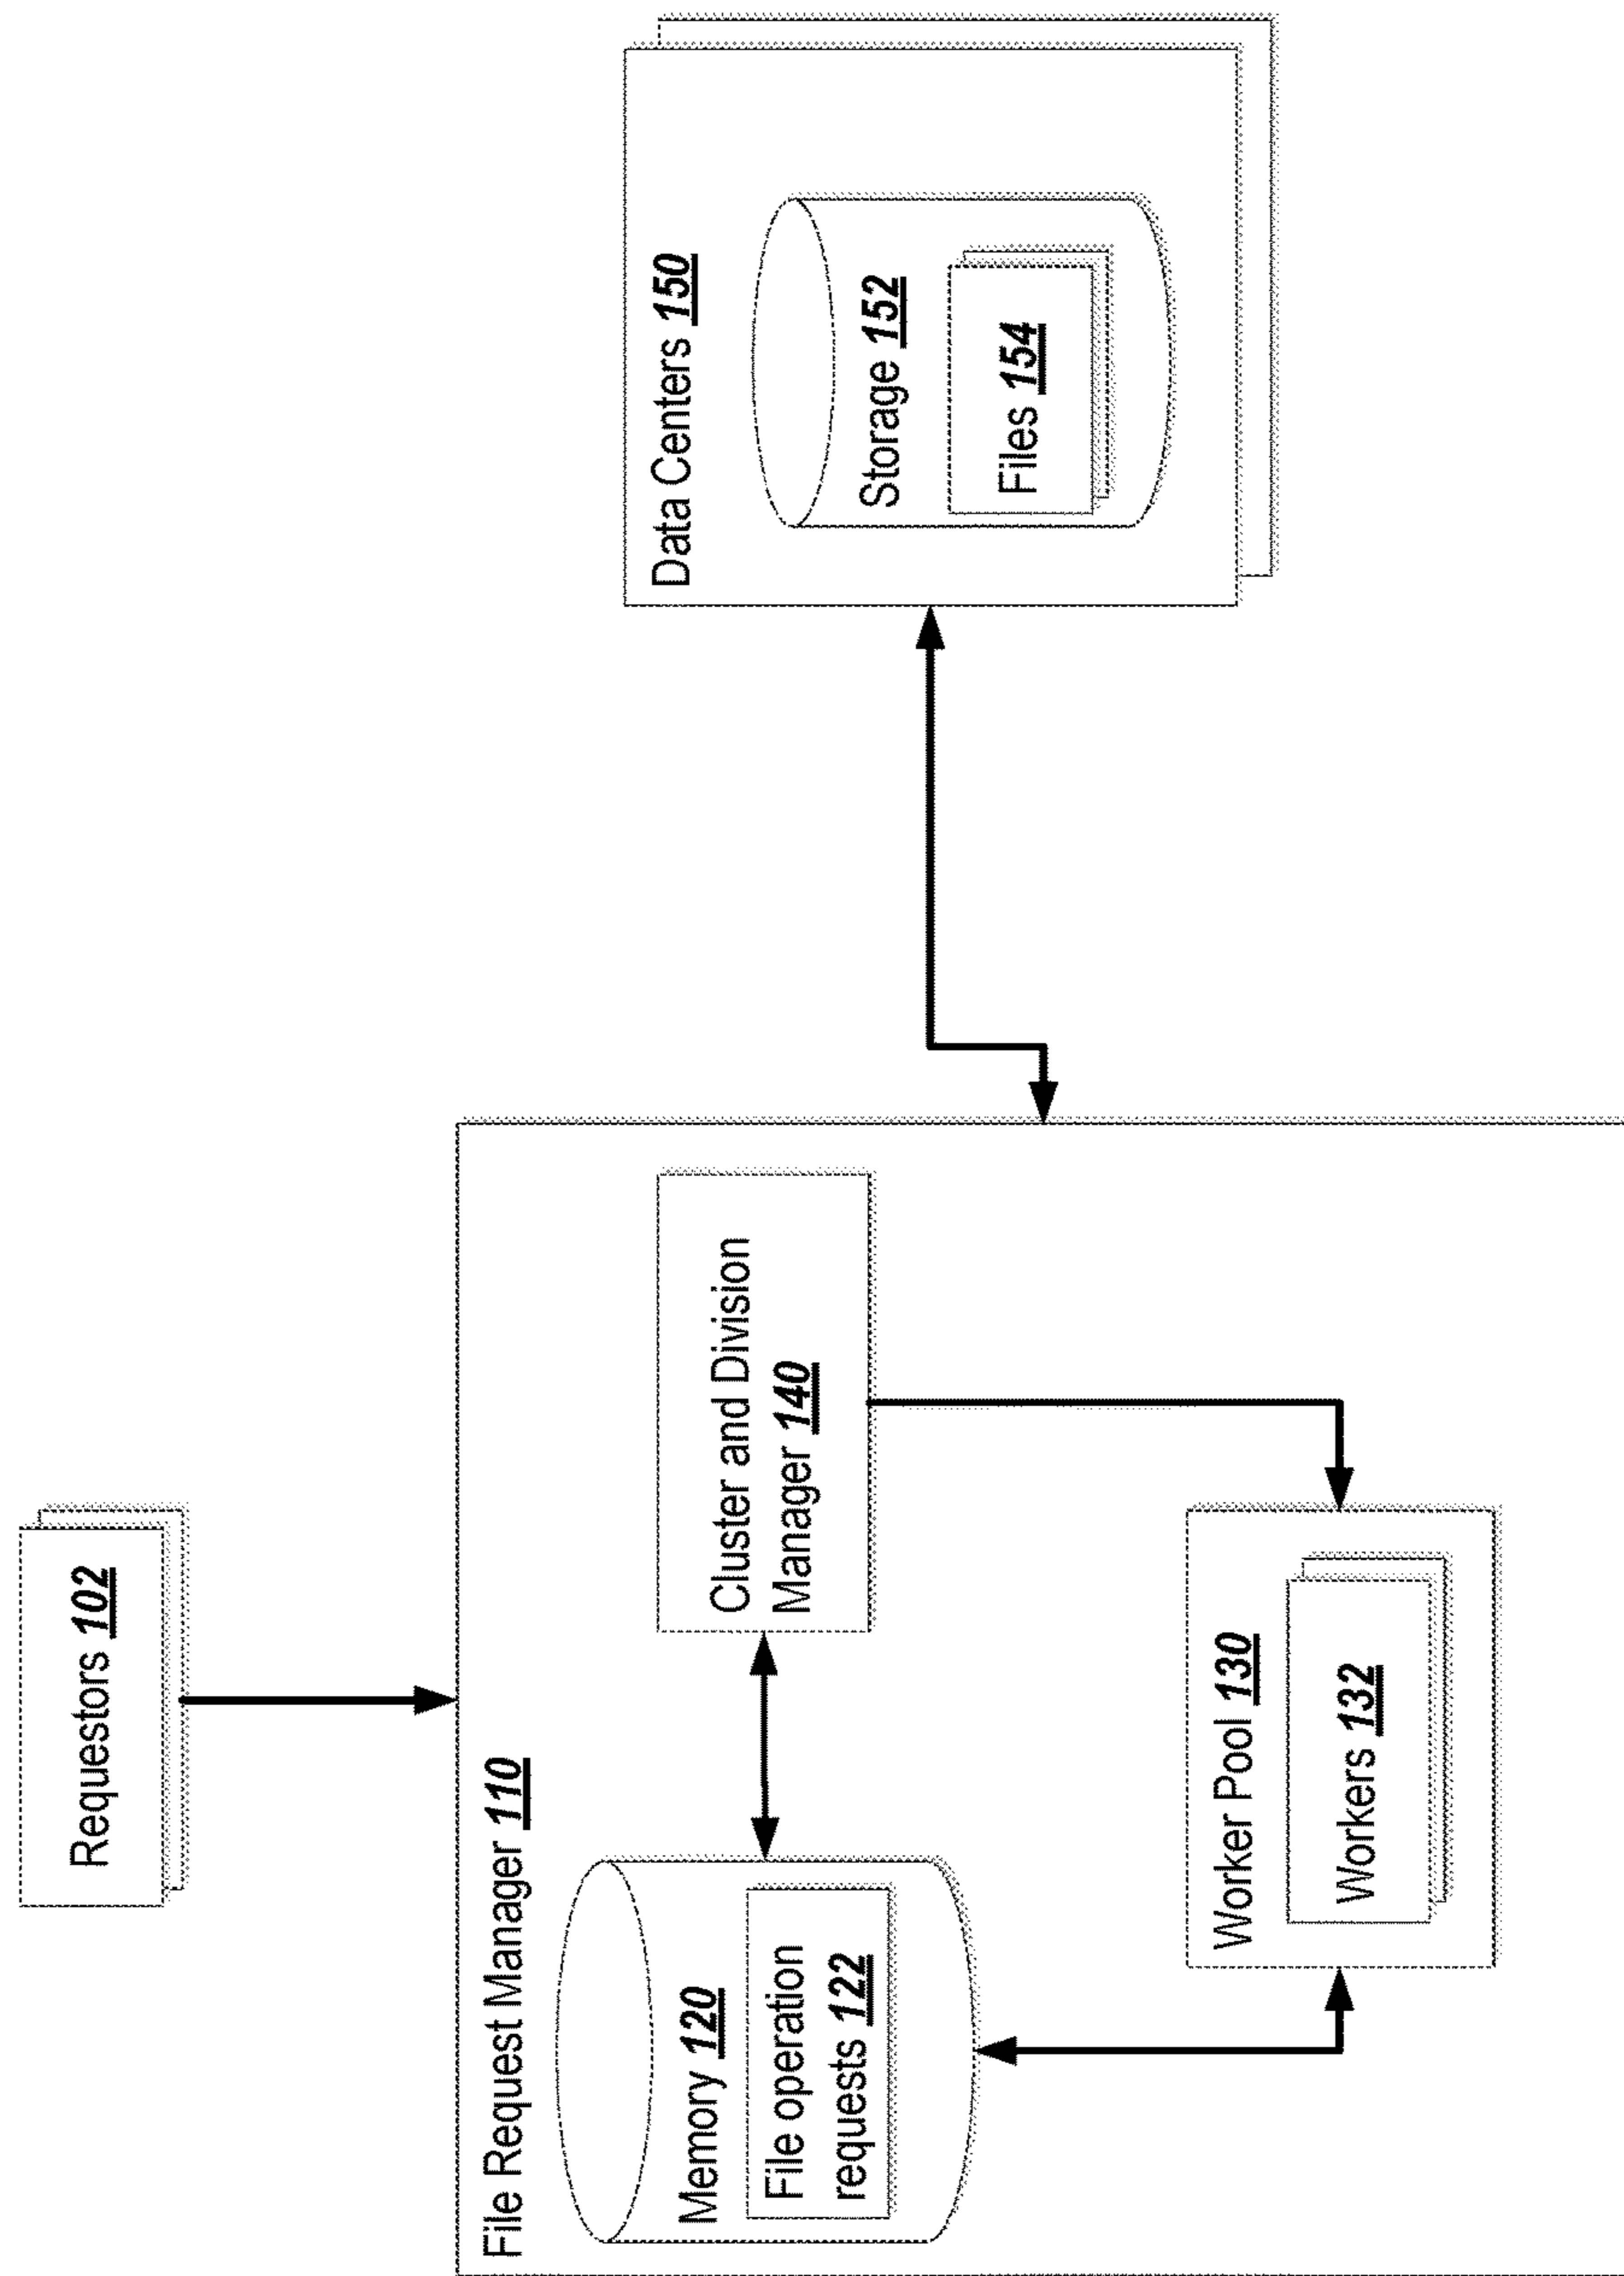 Requestors 102
File Request Manager 110
Memory 120
File operation
requests 122
Cluster and Division
Manager 140
Worker Pool 130
Workers 132
Data Centers 150
Storage 152
Files 154